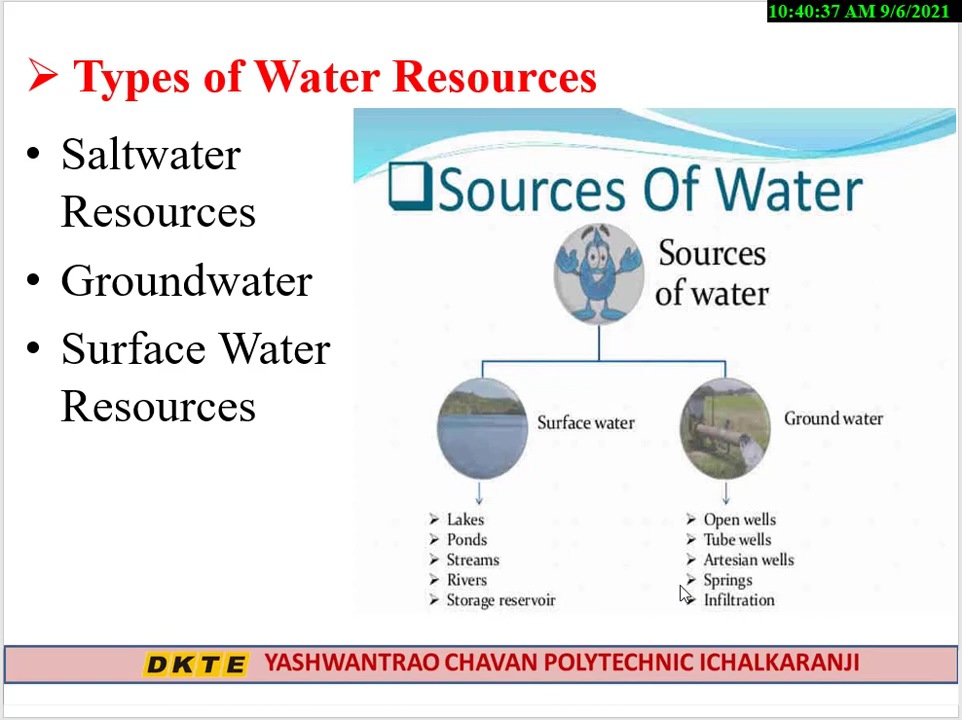 10:40:37 AM 9/6/2021
Types of Water Resources
• Saltwater
Resources
• Groundwater
• Surface Water
Resources
Sources Of Water
Sources
of water
Surface water
Ground water
Lakes
Ponds
Streams
Rivers
Storage reservoir
Open wells
Tube wells
Artesian wells
Springs
Infiltration
DKTE YASHWANTRAO CHAVAN POLYTECHNIC ICHALKARANJI